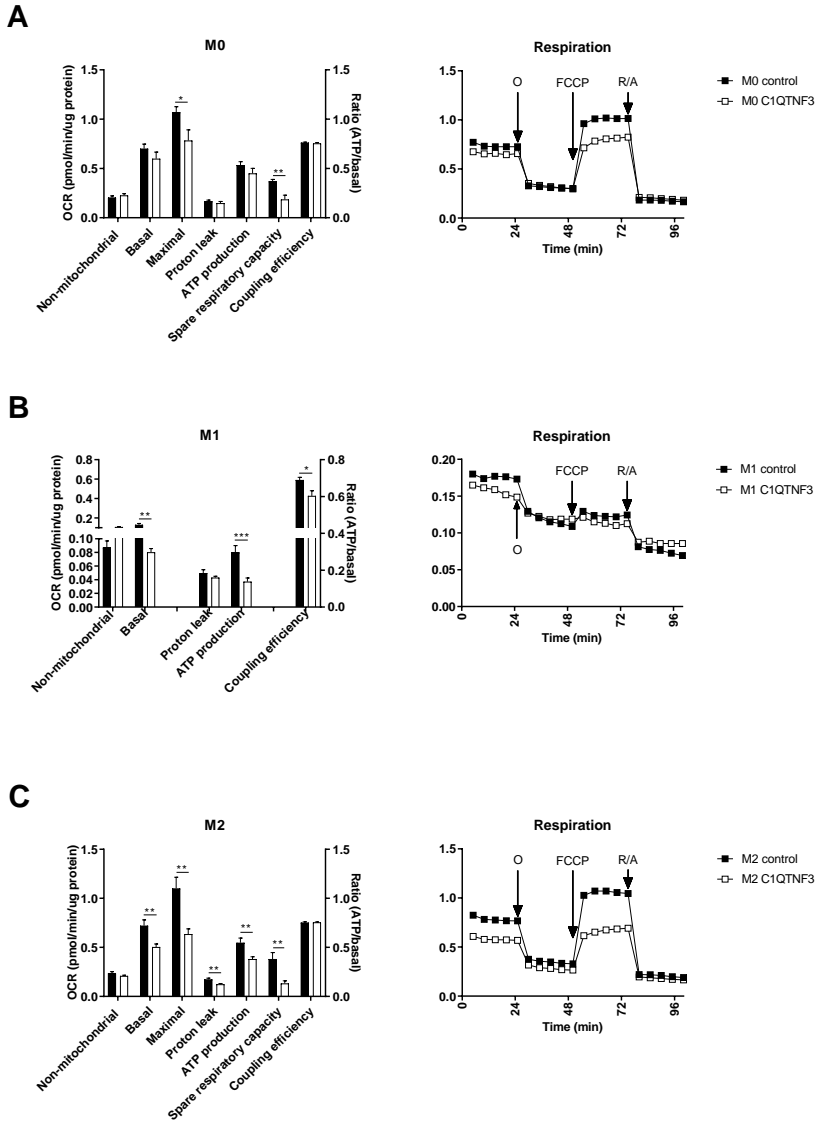 A
M0
OCR (pmol/min/ug protein)
1.5
1.0
0.5
0.0
*
**
1.5
1.0
0.5
0.0
Ratio (ATP/basal)
Non-mitochondrial
Basal
Maximal
Proton leak
ATP production
Spare respiratory capacity
Coupling efficiency
Respiration
1.5
1.0
0.5
0.0
O
FCCP
R/A
0
24
48
72
96
Time (min)
M0 control
M0 C1QTNF3
B
M1
OCR (pmol/min/ug protein)
0.8
0.6
0.4
0.2
0.10
0.08
0.06
0.04
0.02
0.00
**
***
*
0.8
0.6
0.4
0.2
0.0
Ratio (ATP/basal)
Non-mitochondrial
Basal
Proton leak
ATP production
Coupling efficiency
Respiration
0.20
0.15
0.10
0.05
0.00
O
FCCP
R/A
0
24
48
72
96
Time (min)
M1 control
M1 C1QTNF3
C
M2
OCR (pmol/min/ug protein)
1.5
1.0
0.5
0.0
**
**
**
**
**
1.5
1.0
0.5
0.0
Ratio (ATP/basal)
Non-mitochondrial
Basal
Maximal
Proton leak
ATP production
Spare respiratory capacity
Coupling efficiency
Respiration
1.5
1.0
0.5
0.0
O
FCCP
R/A
0
24
48
72
96
Time (min)
M2 control
M2 C1QTNF3